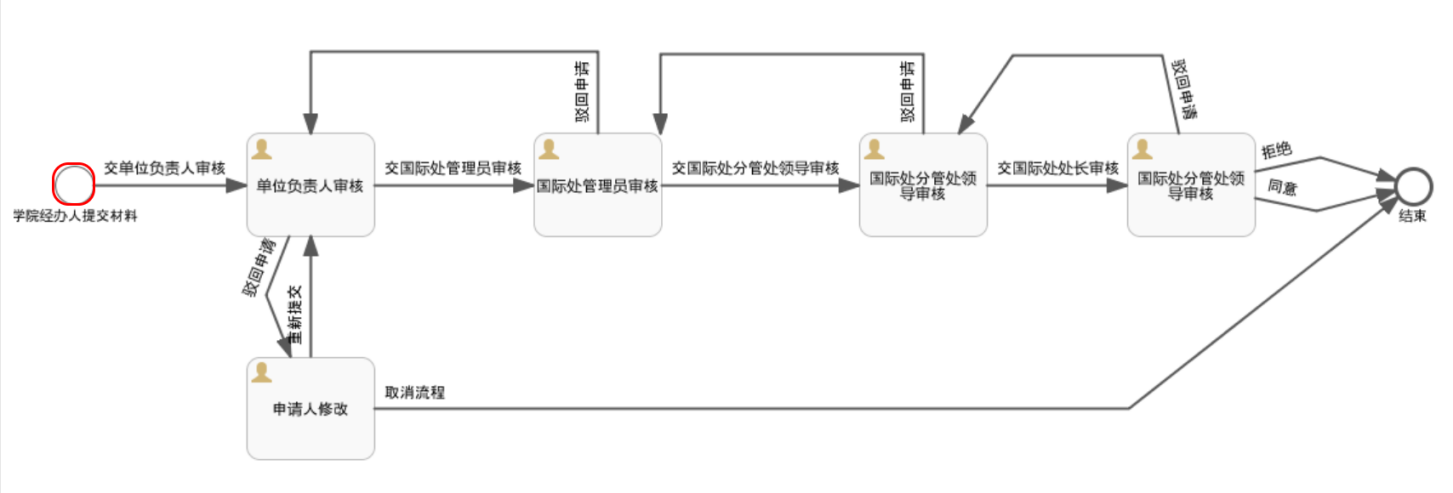 驳回申请
驳回申请
驳回申请
交单位负责人审核
交国际处管理员审核
交国际处分管处领导审核
交国际处处长审核
拒绝
同意
单位负责人审核
国际处管理员审核
国际处分管处领
导审核
国际处分管处领
导审核
学院经办人提交材料
结束
驳回申请
重新提交
申请人修改
取消流程